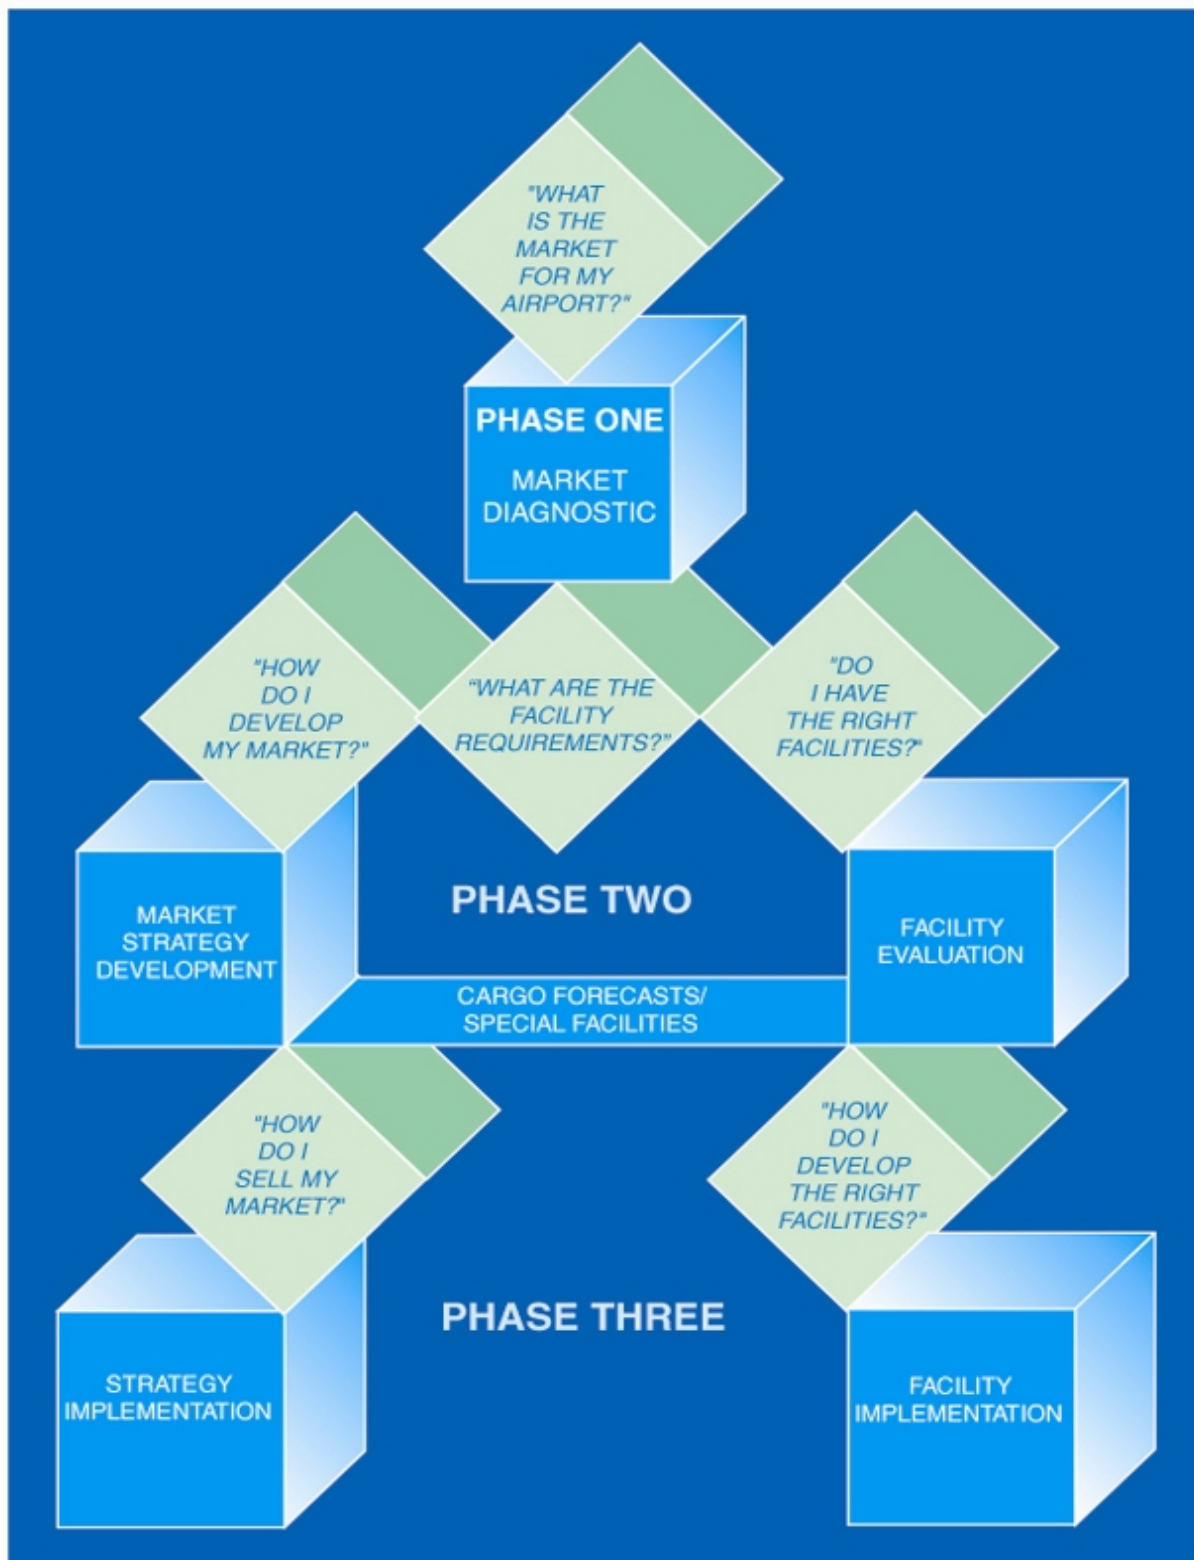 "WHAT
IS THE
MARKET
FOR MY
AIRPORT?"
PHASE ONE
MARKET
DIAGNOSTIC
"HOW
DO I
DEVELOP
MY MARKET?"
"WHAT ARE THE
FACILITY
REQUIREMENTS?"
"DO
I HAVE
THE RIGHT
FACILITIES?"
PHASE TWO
MARKET
STRATEGY
DEVELOPMENT
FACILITY
EVALUATION
CARGO FORECASTS/
SPECIAL FACILITIES
"HOW
DO I
SELL MY
MARKET?"
"HOW
DO I
DEVELOP
THE RIGHT
FACILITIES?"
PHASE THREE
STRATEGY
IMPLEMENTATION
FACILITY
IMPLEMENTATION